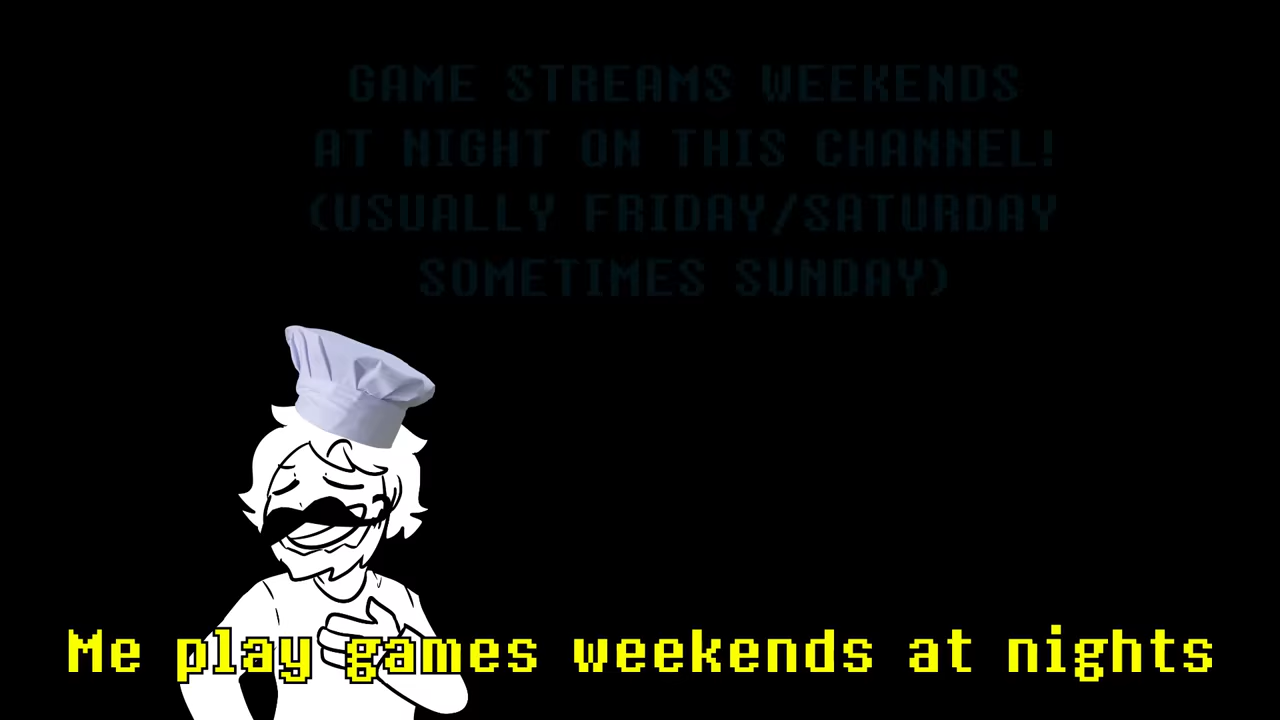 GAME STREAMS WEEKENDS
AT NIGHT ON THIS CHANNEL!
(USUALLY FRIDAY/SATURDAY
SOMETIMES SUNDAY)
Me play games weekends at nights